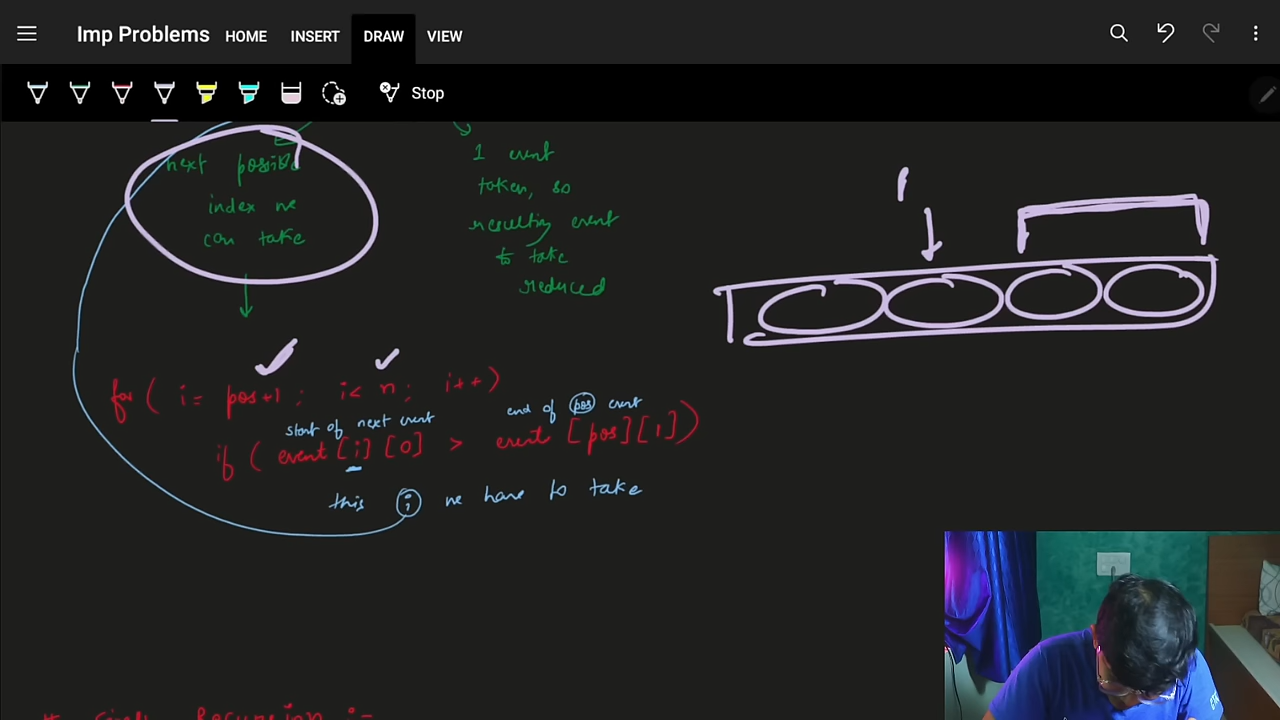 Imp Problems HOME INSERT DRAW VIEW
Stop
next possible
index we
can take
1 event
taken, so
resulting event
to take
reduced
for ( i = pos+1 ; i < n ; i++ )
start of next event end of pos event
if ( event [i] [0] > event [pos] [1] )
this i we have to take
Recursion :-